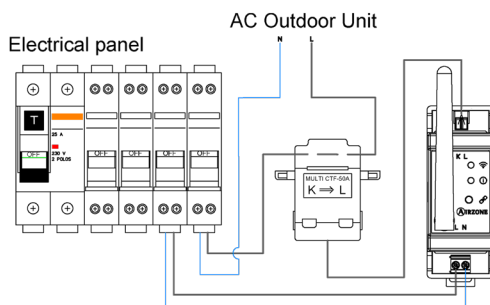 AC Outdoor Unit
Electrical panel
N L
T
25 A
230 V
2 POLOS
OFF
OFF OFF OFF OFF
MULTI CTF-50A
K ⇒ L
K L
AIRZONE
L N